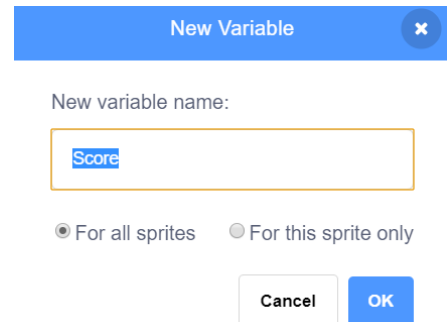 New Variable
New variable name:
Score
For all sprites For this sprite only
Cancel OK